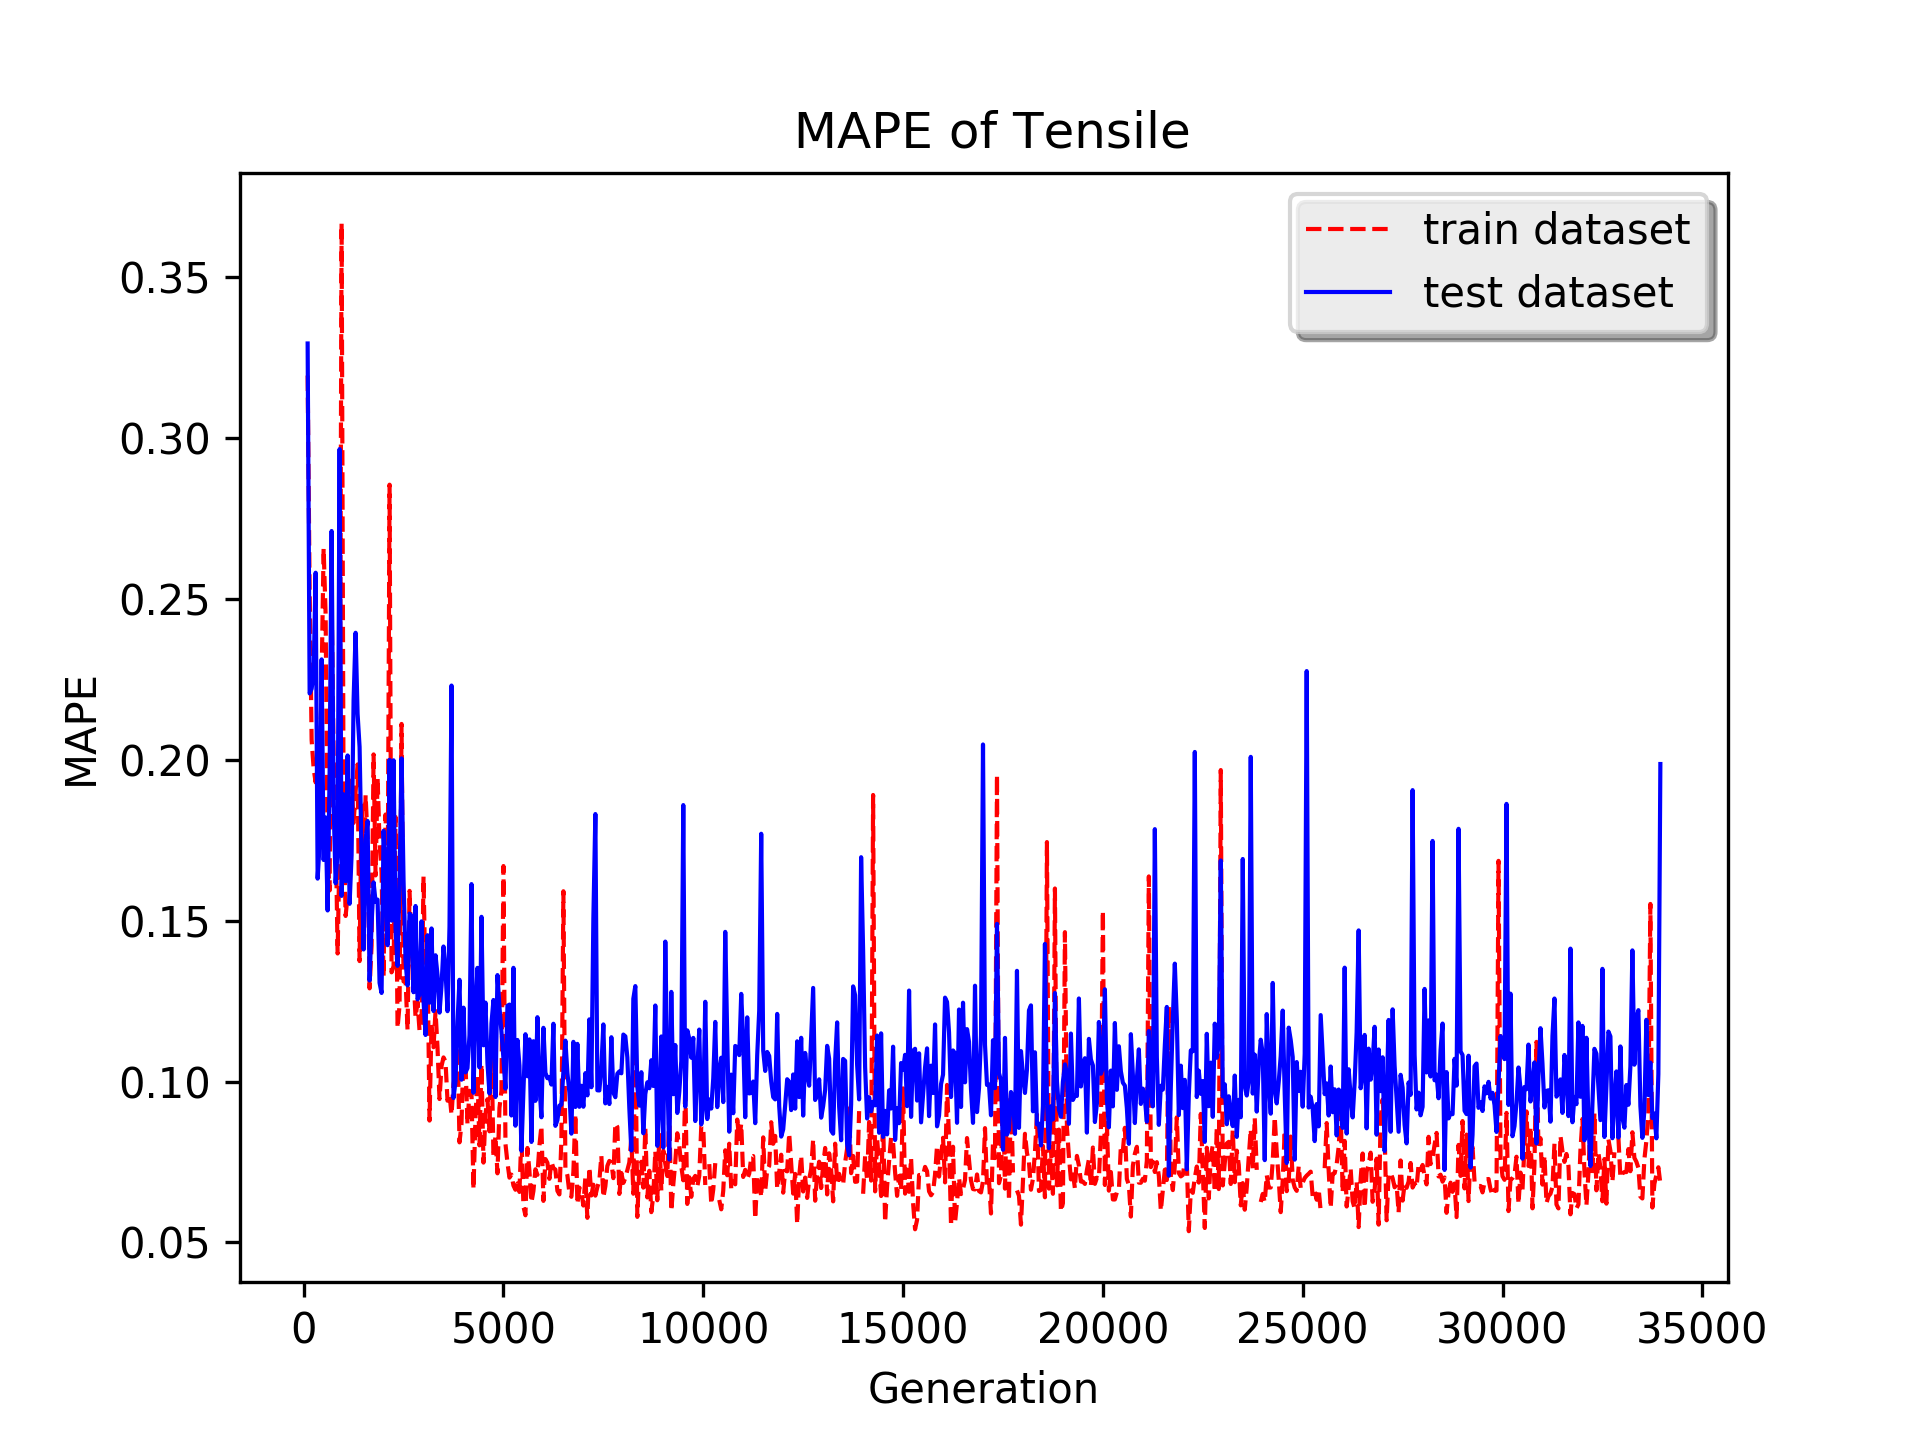 MAPE of Tensile
train dataset
test dataset
MAPE
0.35
0.30
0.25
0.20
0.15
0.10
0.05
0 5000 10000 15000 20000 25000 30000 35000
Generation